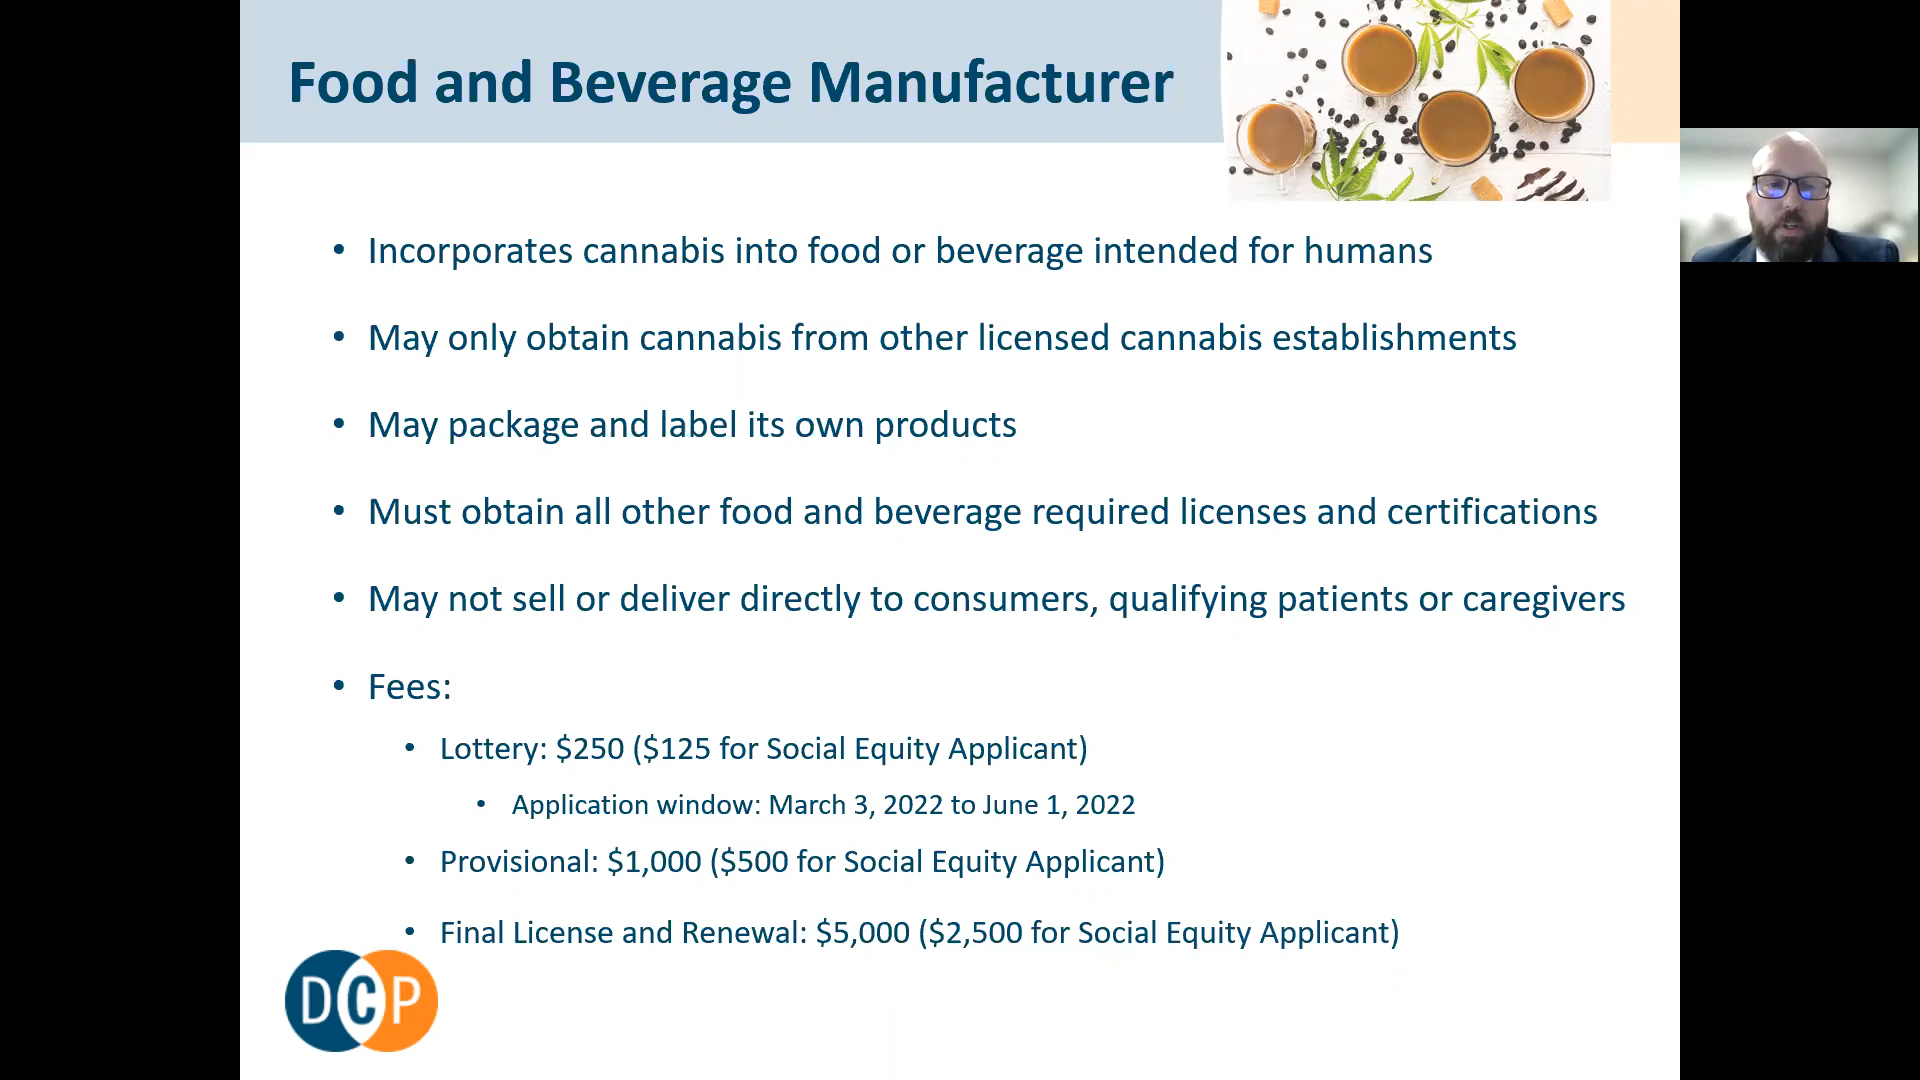 Food and Beverage Manufacturer
• Incorporates cannabis into food or beverage intended for humans
• May only obtain cannabis from other licensed cannabis establishments
• May package and label its own products
• Must obtain all other food and beverage required licenses and certifications
• May not sell or deliver directly to consumers, qualifying patients or caregivers
• Fees:
• Lottery: $250 ($125 for Social Equity Applicant)
• Application window: March 3, 2022 to June 1, 2022
• Provisional: $1,000 ($500 for Social Equity Applicant)
• Final License and Renewal: $5,000 ($2,500 for Social Equity Applicant)
DCP